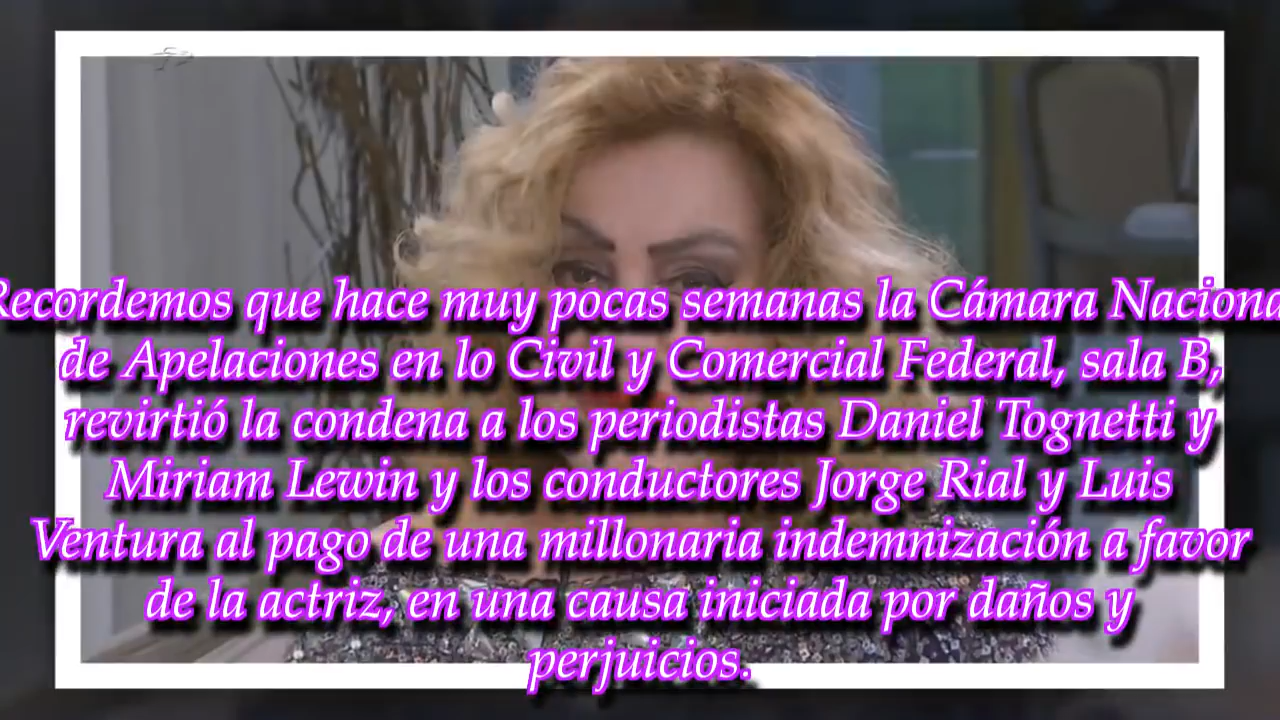 Recordemos que hace muy pocas semanas la Cámara Naciona
de Apelaciones en lo Civil y Comercial Federal, sala B,
revirtió la condena a los periodistas Daniel Tognetti y
Miriam Lewin y los conductores Jorge Rial y Luis
Ventura al pago de una millonaria indemnización a favor
de la actriz, en una causa iniciada por daños y
perjuicios.